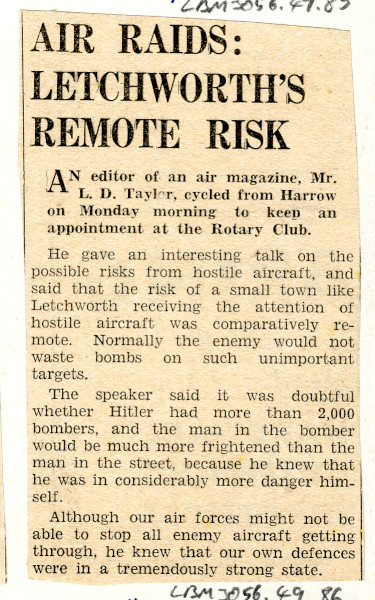 LBM3056.49.85
AIR RAIDS:
LETCHWORTH'S
REMOTE RISK
AN editor of an air magazine, Mr.
L. D. Taylor, cycled from Harrow
on Monday morning to keep an
appointment at the Rotary Club.
He gave an interesting talk on the
possible risks from hostile aircraft, and
said that the risk of a small town like
Letchworth receiving the attention of
hostile aircraft was comparatively re-
mote. Normally the enemy would not
waste bombs on such unimportant
targets.
The speaker said it was doubtful
whether Hitler had more than 2,000
bombers, and the man in the bomber
would be much more frightened than the
man in the street, because he knew that
he was in considerably more danger him-
self.
Although our air forces might not be
able to stop all enemy aircraft getting
through, he knew that our own defences
were in a tremendously strong state.
LBM3056.49.86